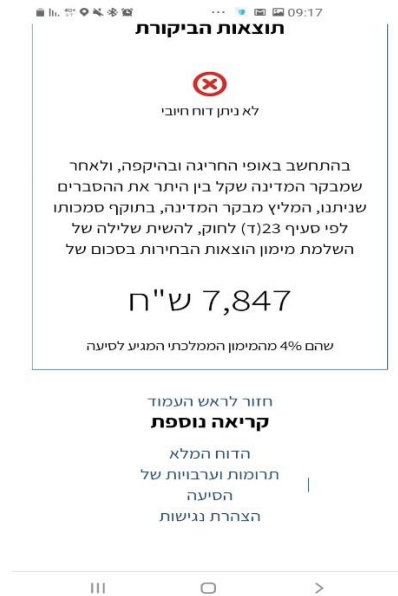 09:17
תוצאות הביקורת
לא ניתן דוח חיובי
בהתחשב באופי החריגה ובהיקפה, ולאחר
שמבקר המדינה שקל בין היתר את ההסברים
שניתנו, המליץ מבקר המדינה, בתוקף סמכותו
לפי סעיף 23(ד) לחוק, להשית שלילה של
השלמת מימון הוצאות הבחירות בסכום של
7,847 ש"ח
שהם 4% מהמימון הממלכתי המגיע לסיעה
חזור לראש העמוד
קריאה נוספת
הדוח המלא
תרומות וערבויות של
הסיעה
הצהרת נגישות